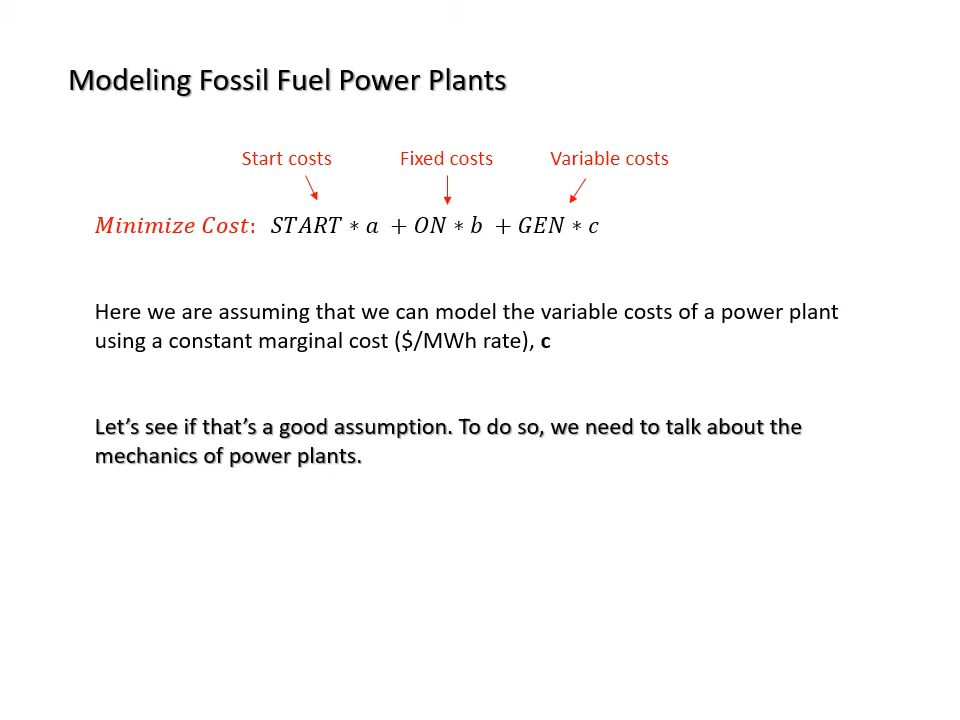 Modeling Fossil Fuel Power Plants
Start costs Fixed costs Variable costs
Minimize Cost: START ∗ a + ON ∗ b + GEN ∗ c
Here we are assuming that we can model the variable costs of a power plant
using a constant marginal cost ($/MWh rate), c
Let’s see if that’s a good assumption. To do so, we need to talk about the
mechanics of power plants.